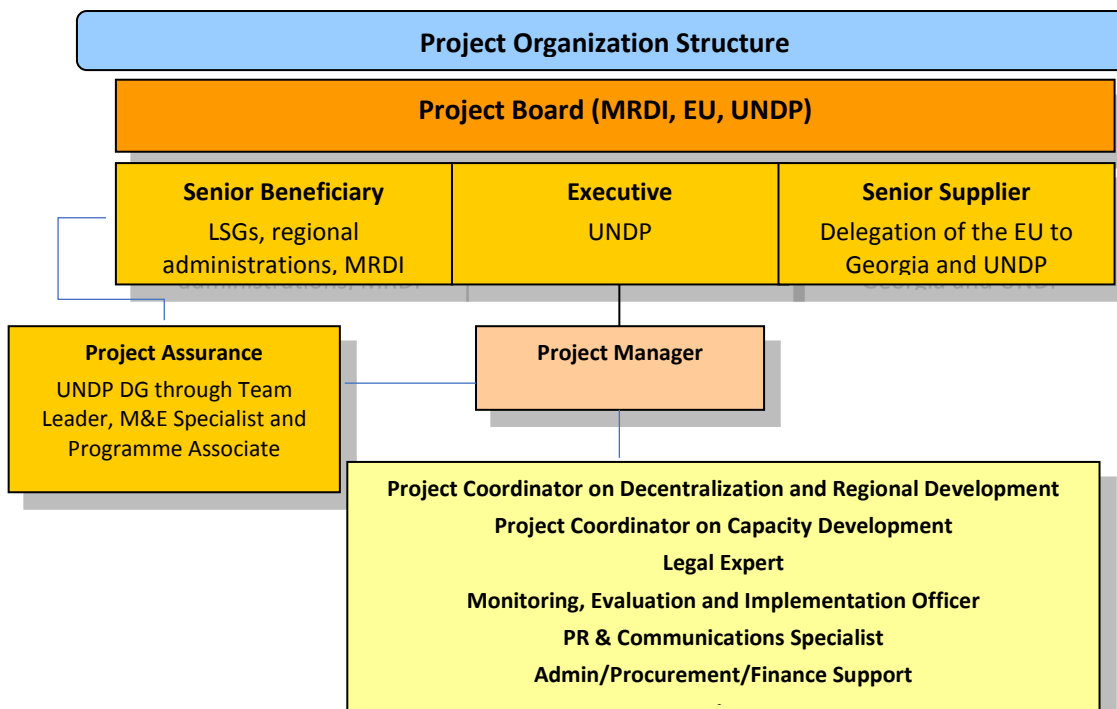 Project Organization Structure
Project Board (MRDI, EU, UNDP)
Senior Beneficiary
LSGs, regional
administrations, MRDI
Executive
UNDP
Senior Supplier
Delegation of the EU to
Georgia and UNDP
Project Assurance
UNDP DG through Team
Leader, M&E Specialist and
Programme Associate
Project Manager
Project Coordinator on Decentralization and Regional Development
Project Coordinator on Capacity Development
Legal Expert
Monitoring, Evaluation and Implementation Officer
PR & Communications Specialist
Admin/Procurement/Finance Support